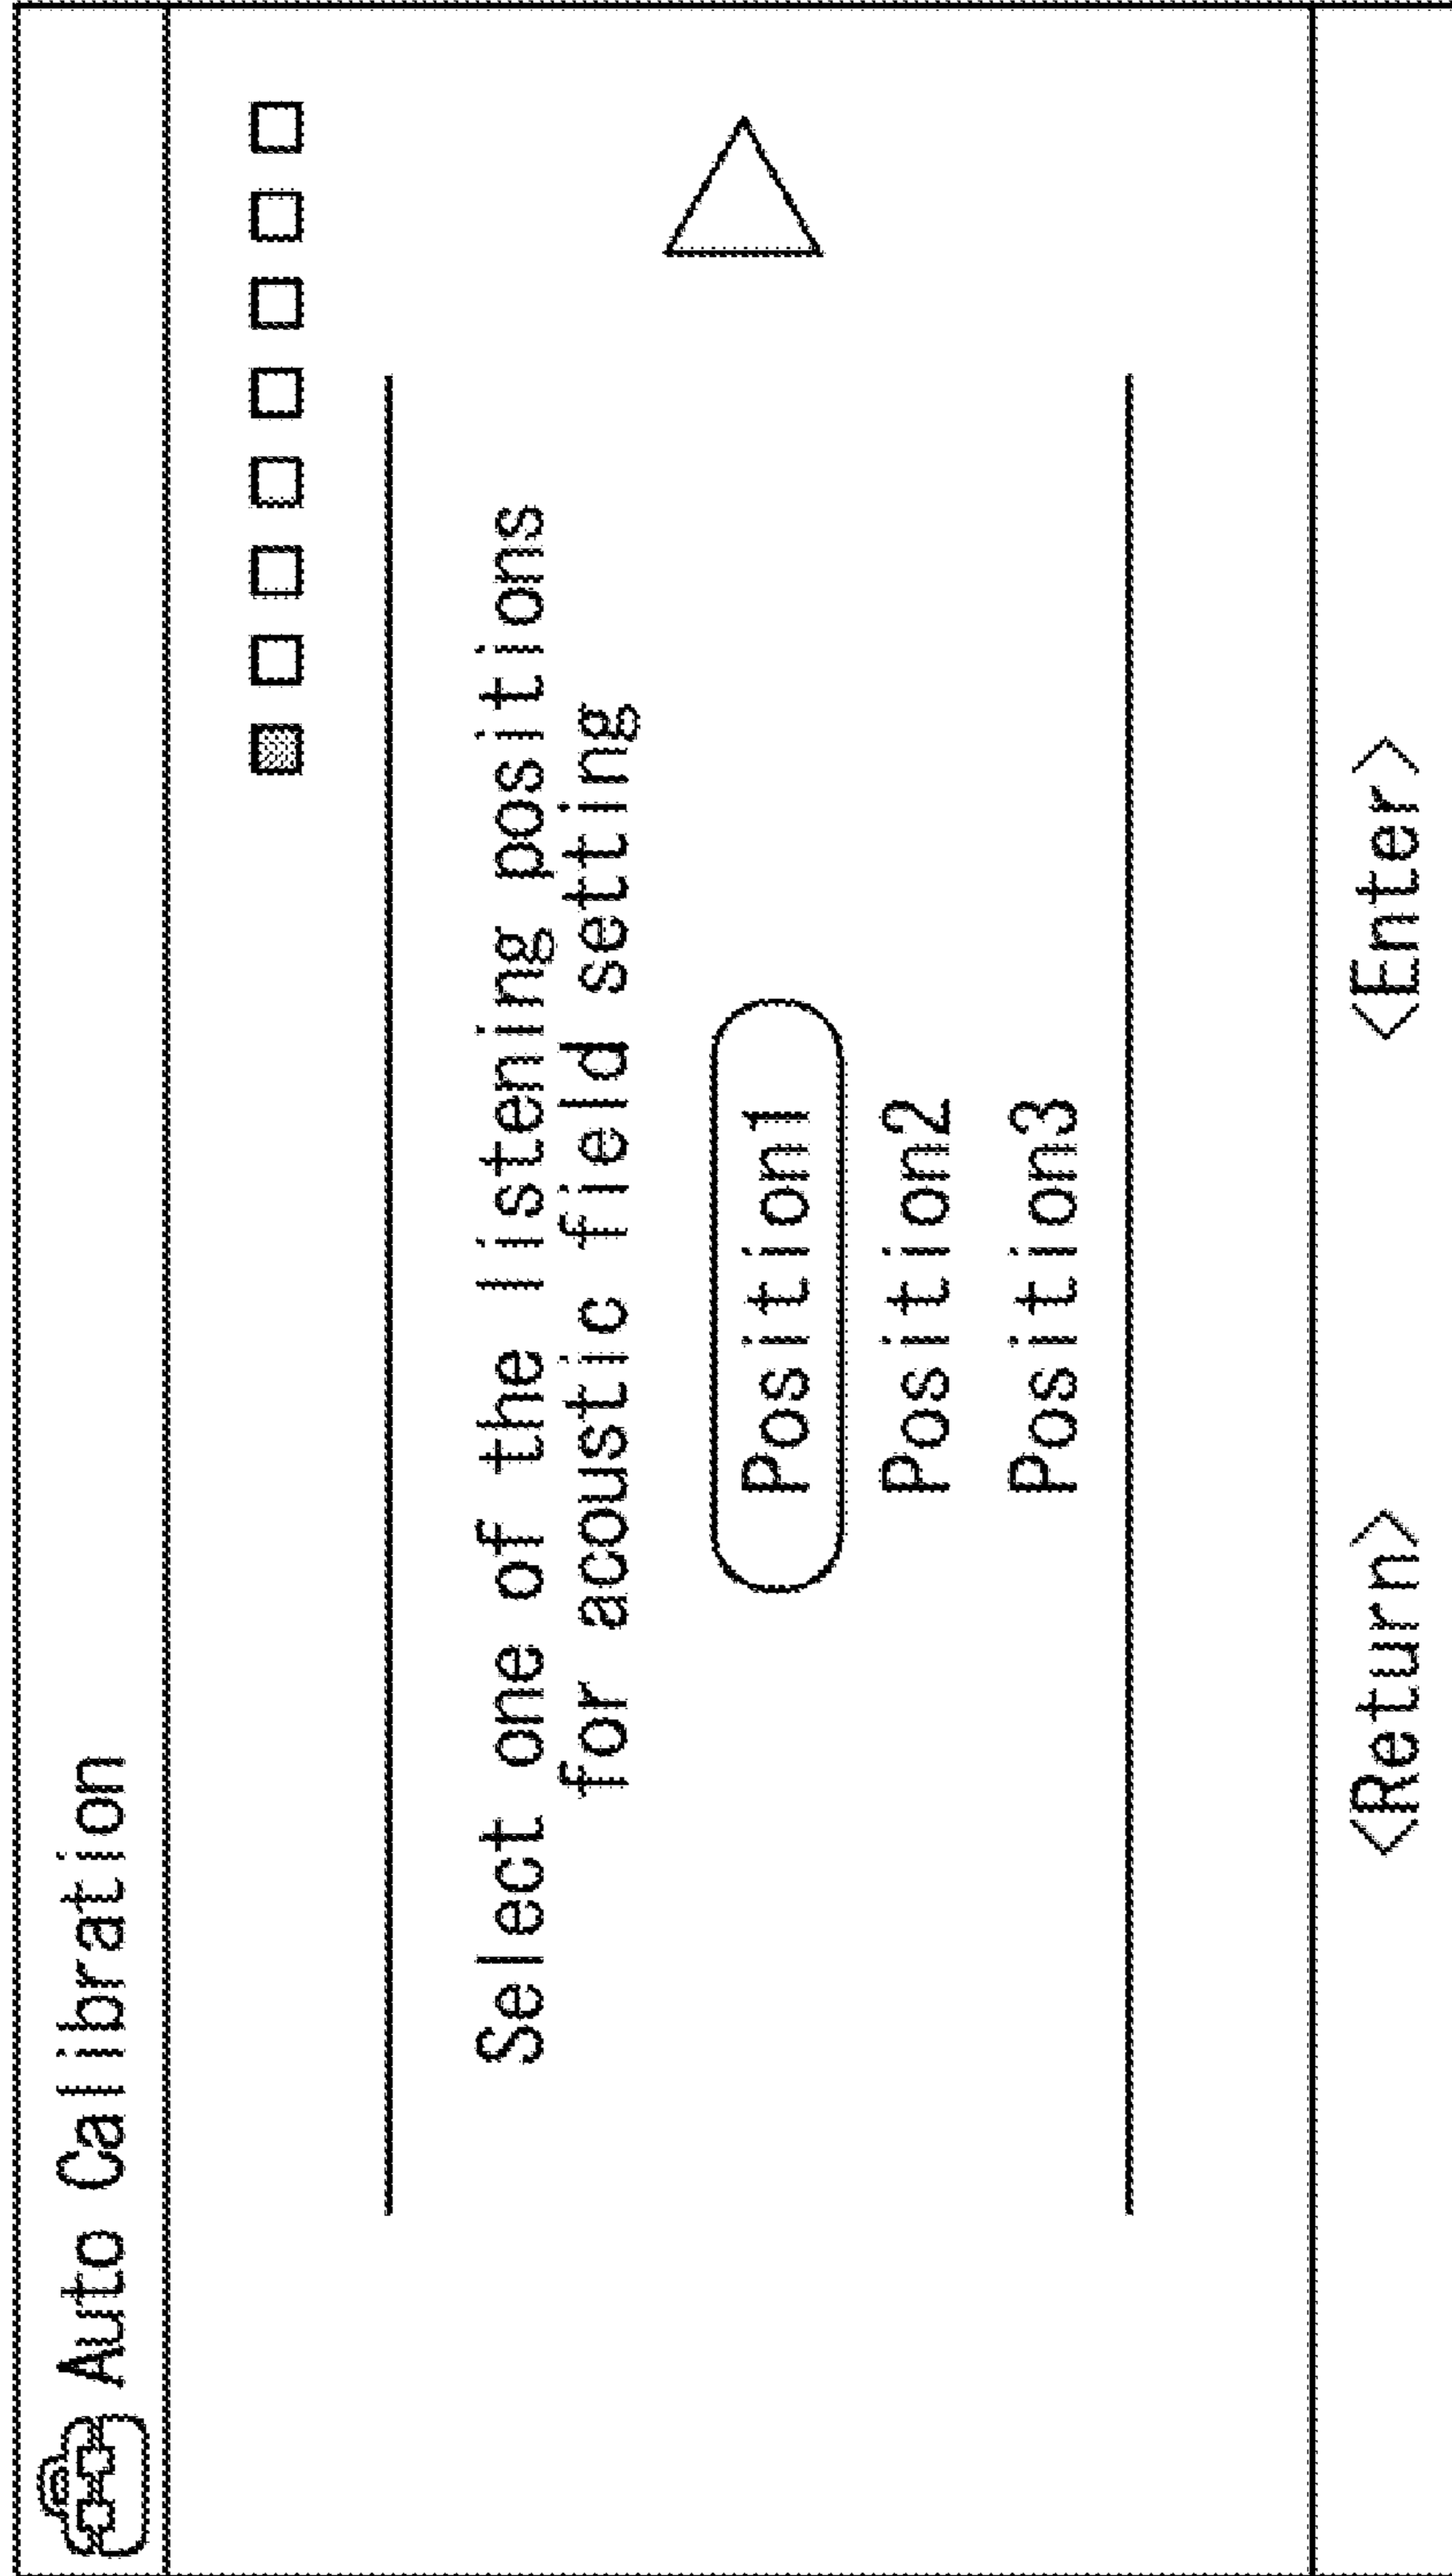 Auto Calibration
Select one of the listening positions
for acoustic field setting
Position1
Position2
Position3
<Return> <Enter>